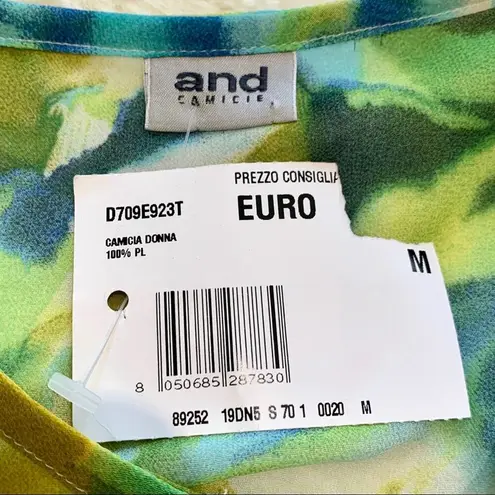 and
CAMICIE
PREZZO CONSIGLIA
D709E923T
EURO
CAMICIA DONNA
100% PL
M
8 050685 287830
89252 19DN5 S 70 1 0020 M